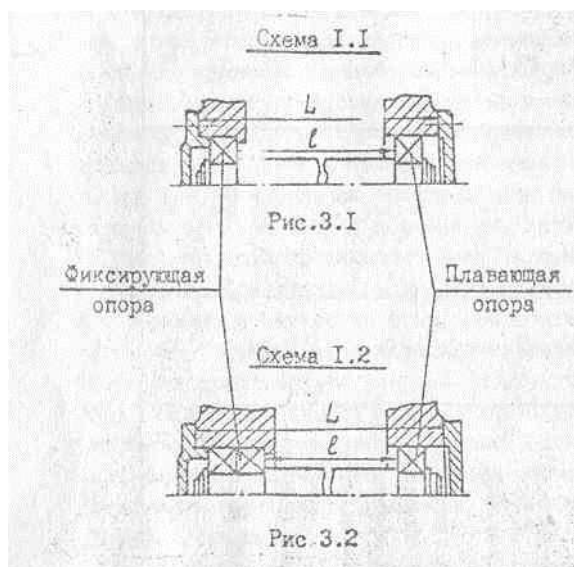 Схема I.I
L
l
Рис.3.I
Фиксирующая
опора
Плавающая
опора
Схема I.2
L
l
Рис 3.2